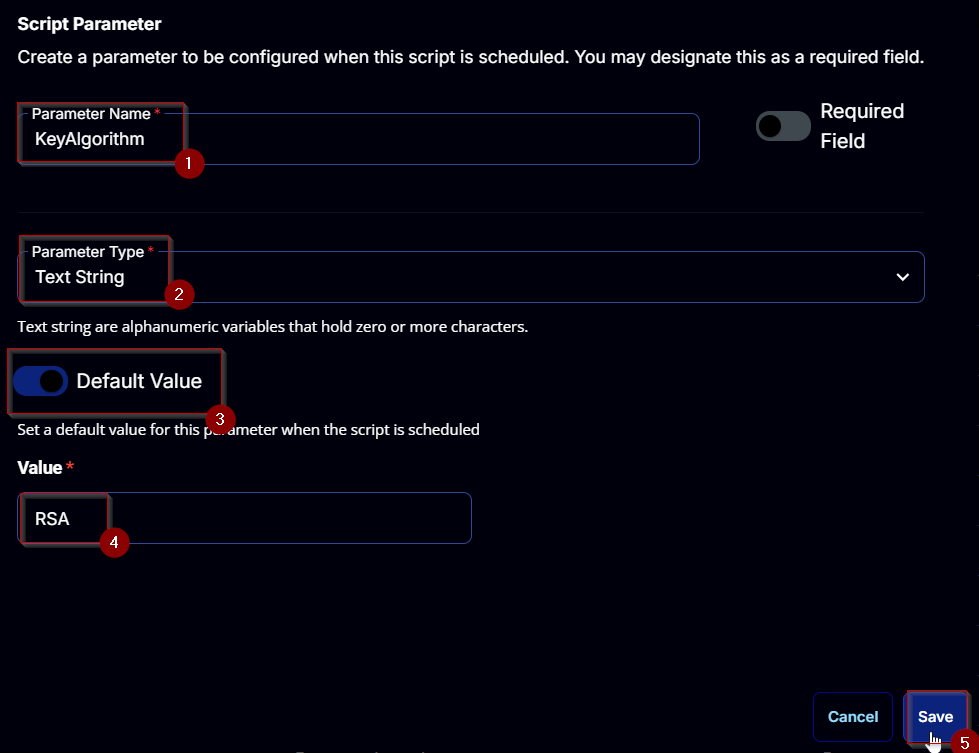 Script Parameter
Create a parameter to be configured when this script is scheduled. You may designate this as a required field.
Parameter Name *
KeyAlgorithm
1
Required
Field
Parameter Type *
Text String
2
Text string are alphanumeric variables that hold zero or more characters.
Default Value
3
Set a default value for this parameter when the script is scheduled
Value *
RSA
4
Cancel
Save
5